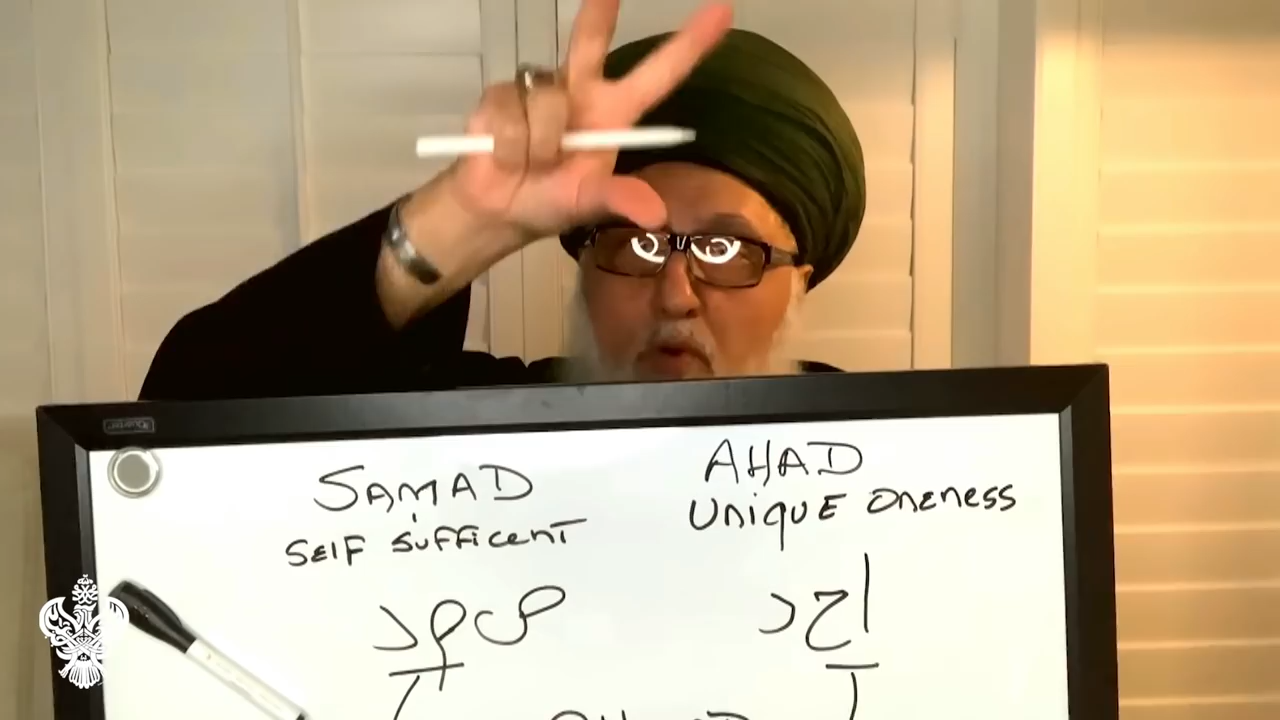 SAMAD
SELF SUFFICENT
صمد
AHAD
UNIQUE ONENESS
احد